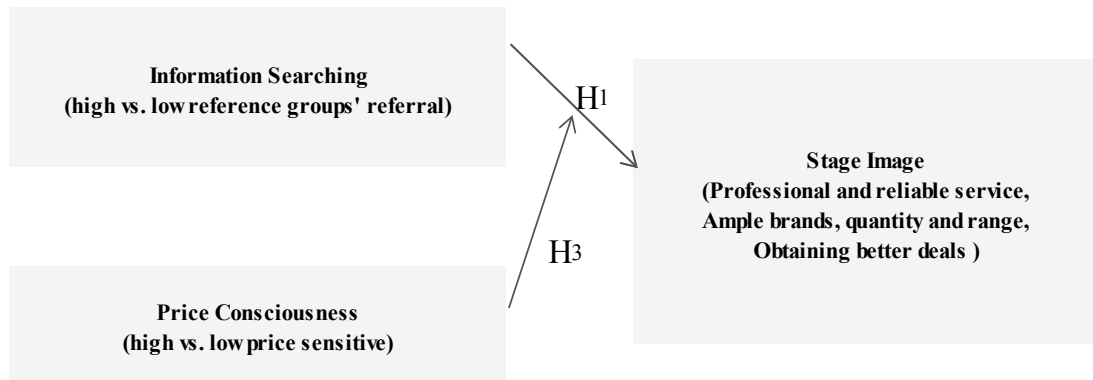 Information Searching
(high vs. low reference groups' referral)
H1
Stage Image
(Professional and reliable service,
Ample brands, quantity and range,
Obtaining better deals )
H3
Price Consciousness
(high vs. low price sensitive)